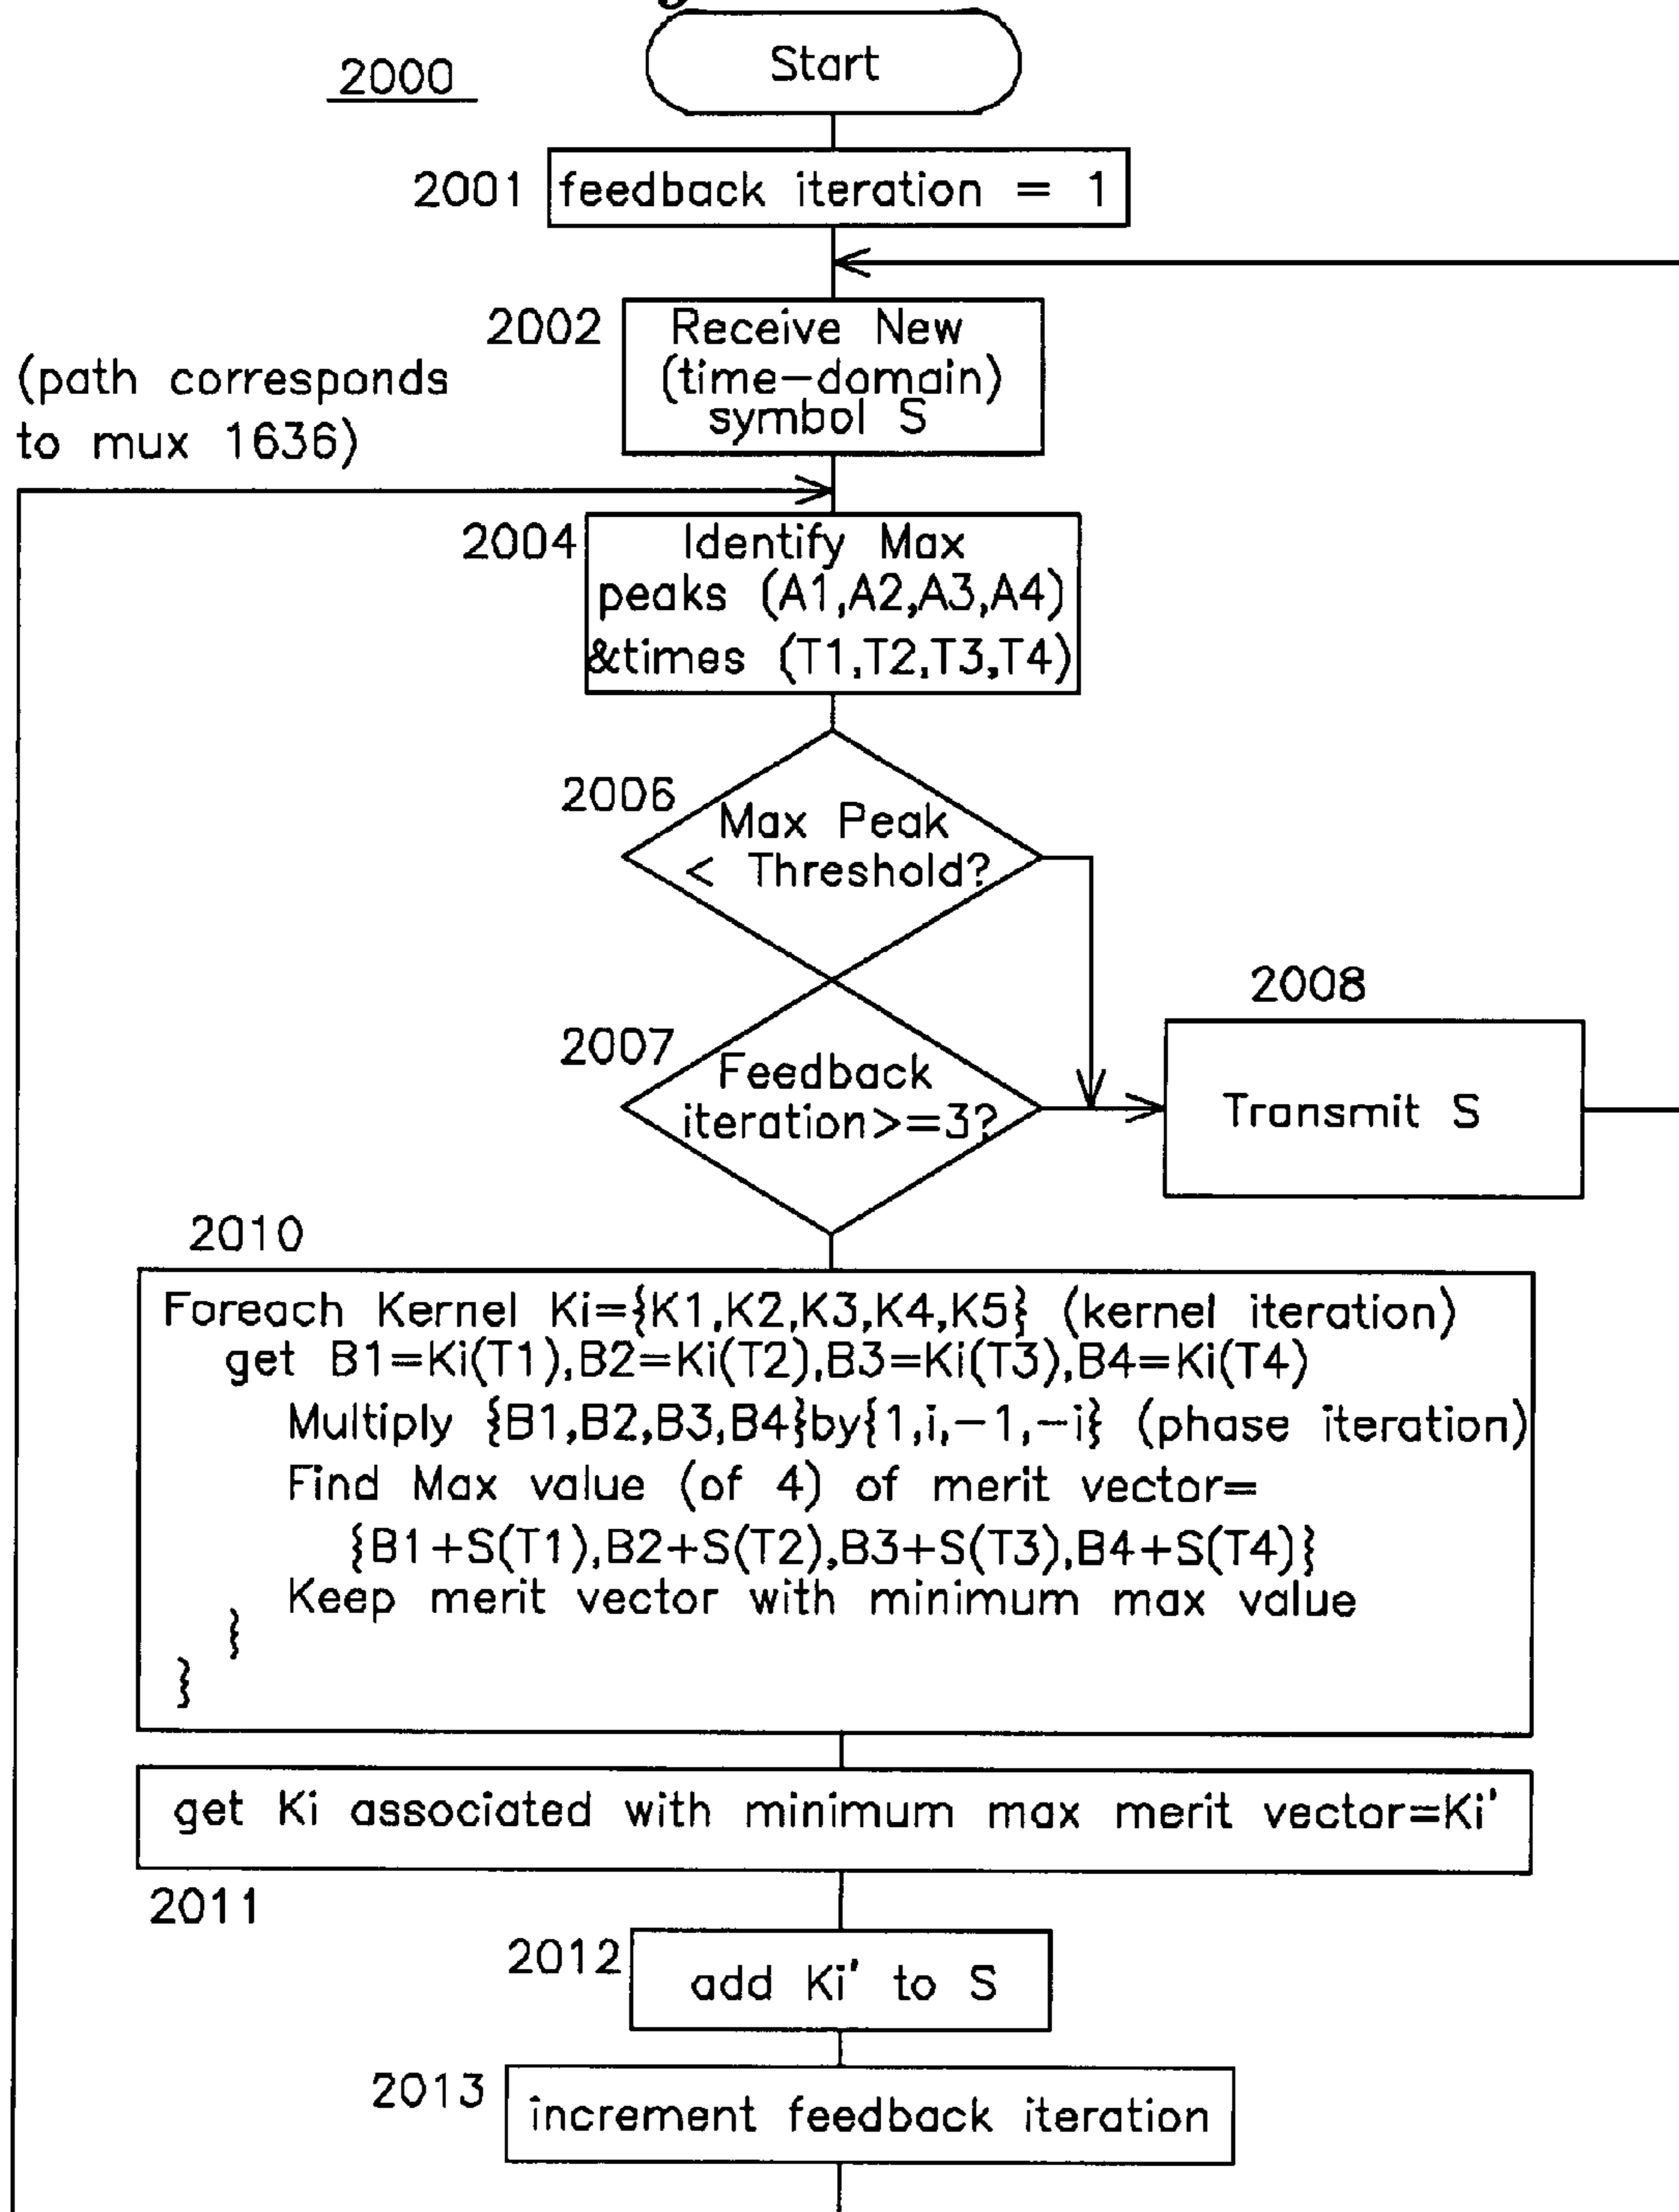 Start
2000
2001
feedback iteration = 1
2002
Receive New
(time-domain)
symbol S
(path corresponds
to mux 1636)
2004
Identify Max
peaks (A1,A2,A3,A4)
&times (T1,T2,T3,T4)
2006
Max Peak
< Threshold?
2007
Feedback
iteration>=3?
2008
Transmit S
2010
Foreach Kernel Ki={K1,K2,K3,K4,K5} (kernel iteration)
get B1=Ki(T1),B2=Ki(T2),B3=Ki(T3),B4=Ki(T4)
Multiply {B1,B2,B3,B4}by{1,i,-1,-i} (phase iteration)
Find Max value (of 4) of merit vector=
{B1+S(T1),B2+S(T2),B3+S(T3),B4+S(T4)}
Keep merit vector with minimum max value
}
}
get Ki associated with minimum max merit vector=Ki'
2011
2012
add Ki' to S
2013
increment feedback iteration